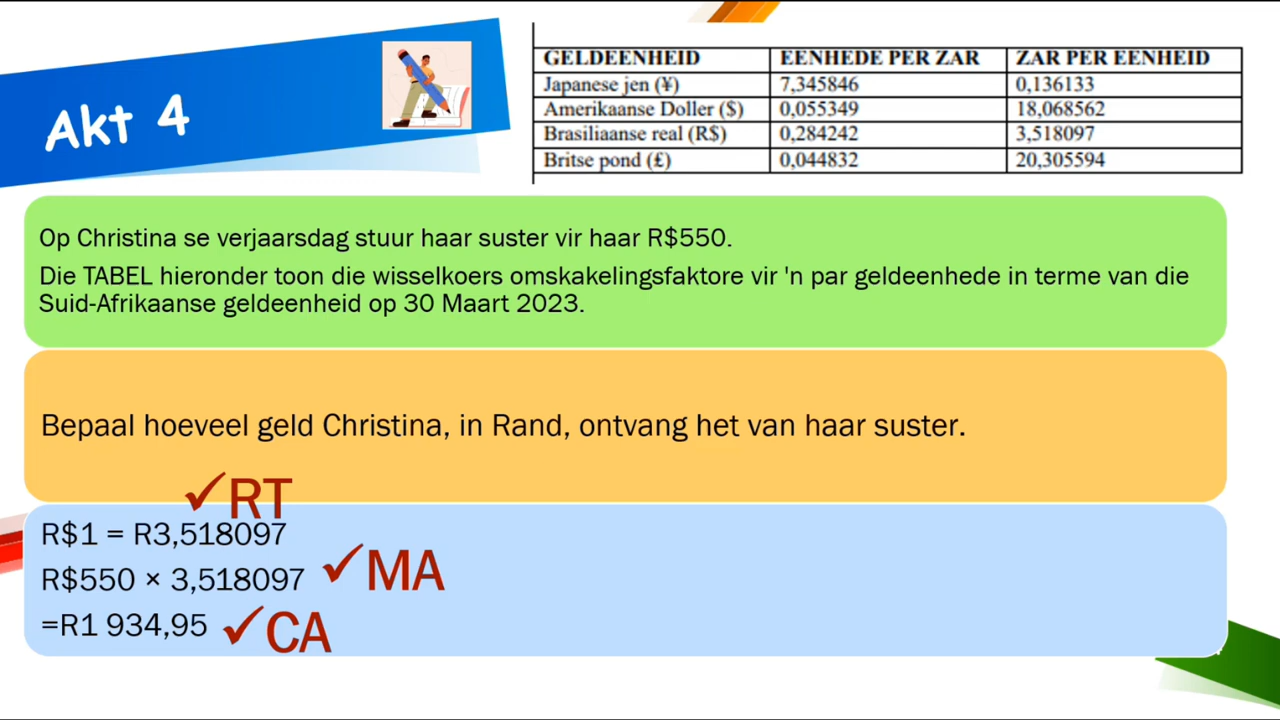 Akt 4
GELDEENHEID EENHEDE PER ZAR ZAR PER EENHEID
Japanese jen (¥) 7,345846 0,136133
Amerikaanse Doller ($) 0,055349 18,068562
Brasiliaanse real (R$) 0,284242 3,518097
Britse pond (£) 0,044832 20,305594
Op Christina se verjaarsdag stuur haar suster vir haar R$550.
Die TABEL hieronder toon die wisselkoers omskakelingsfaktore vir 'n par geldeenhede in terme van die
Suid-Afrikaanse geldeenheid op 30 Maart 2023.
Bepaal hoeveel geld Christina, in Rand, ontvang het van haar suster.
✓RT
R$1 = R3,518097
R$550 × 3,518097 ✓MA
=R1 934,95 ✓CA